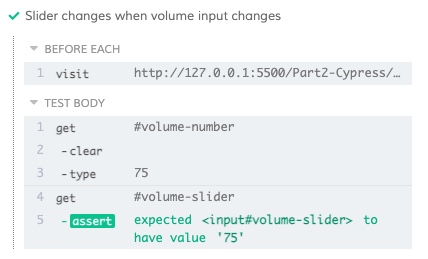 Slider changes when volume input changes
BEFORE EACH
1 visit http://127.0.0.1:5500/Part2-Cypress/…
TEST BODY
1 get #volume-number
2 -clear
3 -type 75
4 get #volume-slider
5 -assert expected <input#volume-slider> to
have value '75'